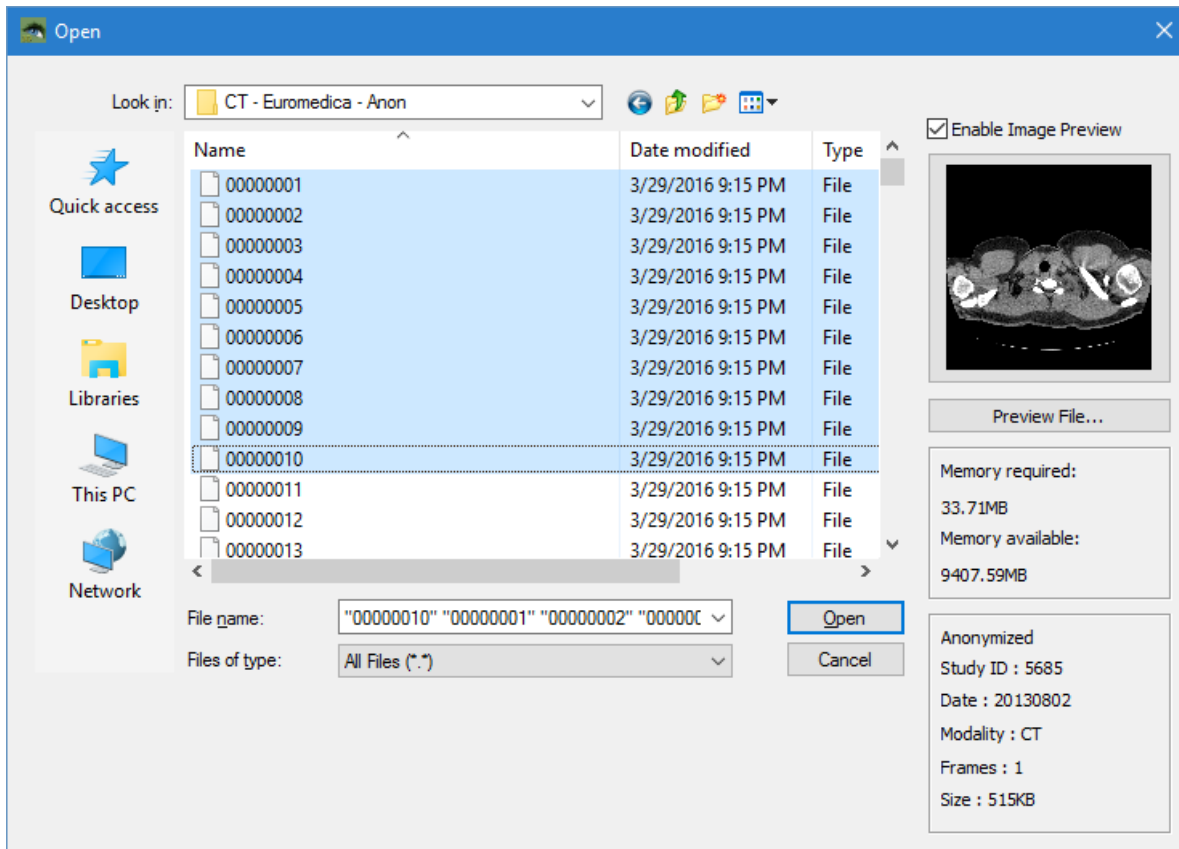 Open
Look in:
CT - Euromedica - Anon
Enable Image Preview
Quick access
Desktop
Libraries
This PC
Network
Name Date modified Type
00000001 3/29/2016 9:15 PM File
00000002 3/29/2016 9:15 PM File
00000003 3/29/2016 9:15 PM File
00000004 3/29/2016 9:15 PM File
00000005 3/29/2016 9:15 PM File
00000006 3/29/2016 9:15 PM File
00000007 3/29/2016 9:15 PM File
00000008 3/29/2016 9:15 PM File
00000009 3/29/2016 9:15 PM File
00000010 3/29/2016 9:15 PM File
00000011 3/29/2016 9:15 PM File
00000012 3/29/2016 9:15 PM File
00000013 3/29/2016 9:15 PM File
File name: "00000010" "00000001" "00000002" "000000
Open
Files of type: All Files (*.*)
Cancel
Preview File...
Memory required:
33.71MB
Memory available:
9407.59MB
Anonymized
Study ID : 5685
Date : 20130802
Modality : CT
Frames : 1
Size : 515KB